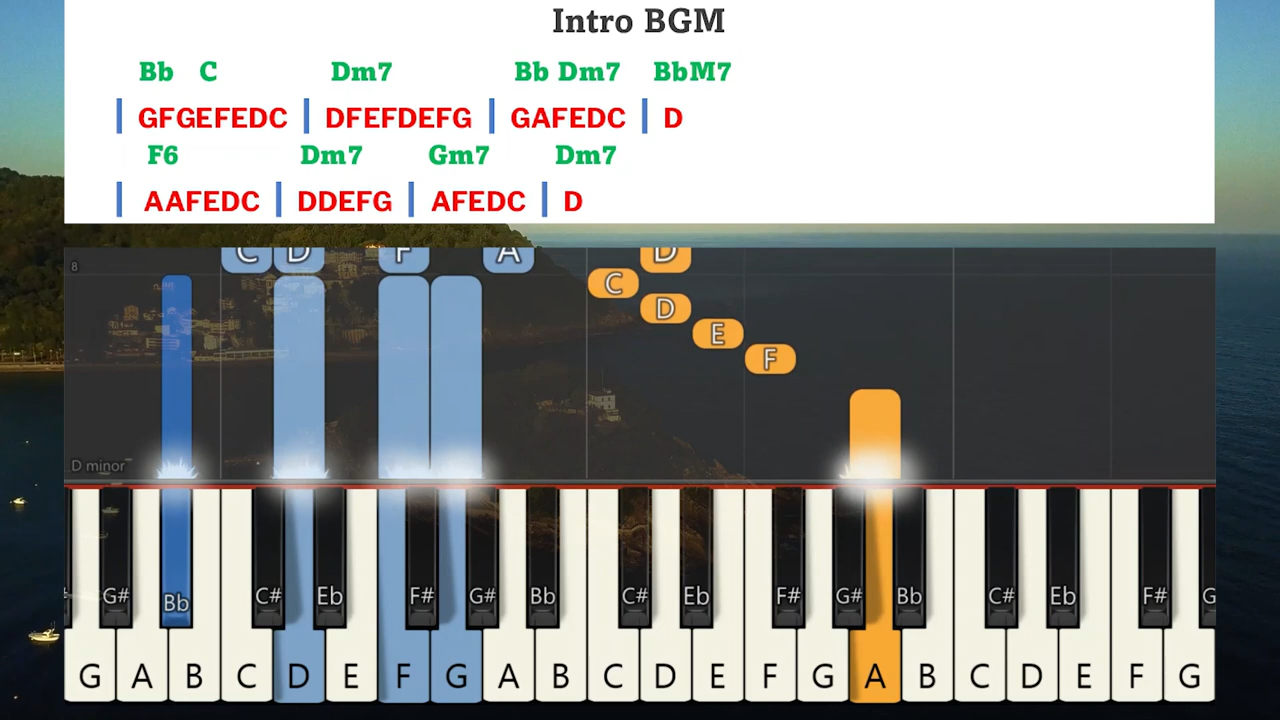 Intro BGM
Bb C Dm7 Bb Dm7 BbM7
| GFGEFEDC | DFEFDEFG | GAFEDC | D
F6 Dm7 Gm7 Dm7
| AAFEDC | DDEFG | AFEDC | D
C D F A D
8
C
D
E
F
D minor
G# Bb C# Eb F# G# Bb C# Eb F# G# Bb C# Eb F# G
G A B C D E F G A B C D E F G A B C D E F G